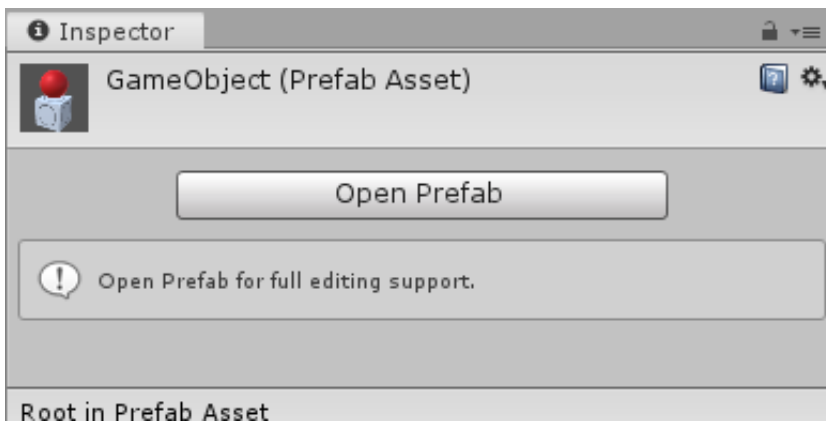 Inspector
GameObject (Prefab Asset)
Open Prefab
Open Prefab for full editing support.
Root in Prefab Asset